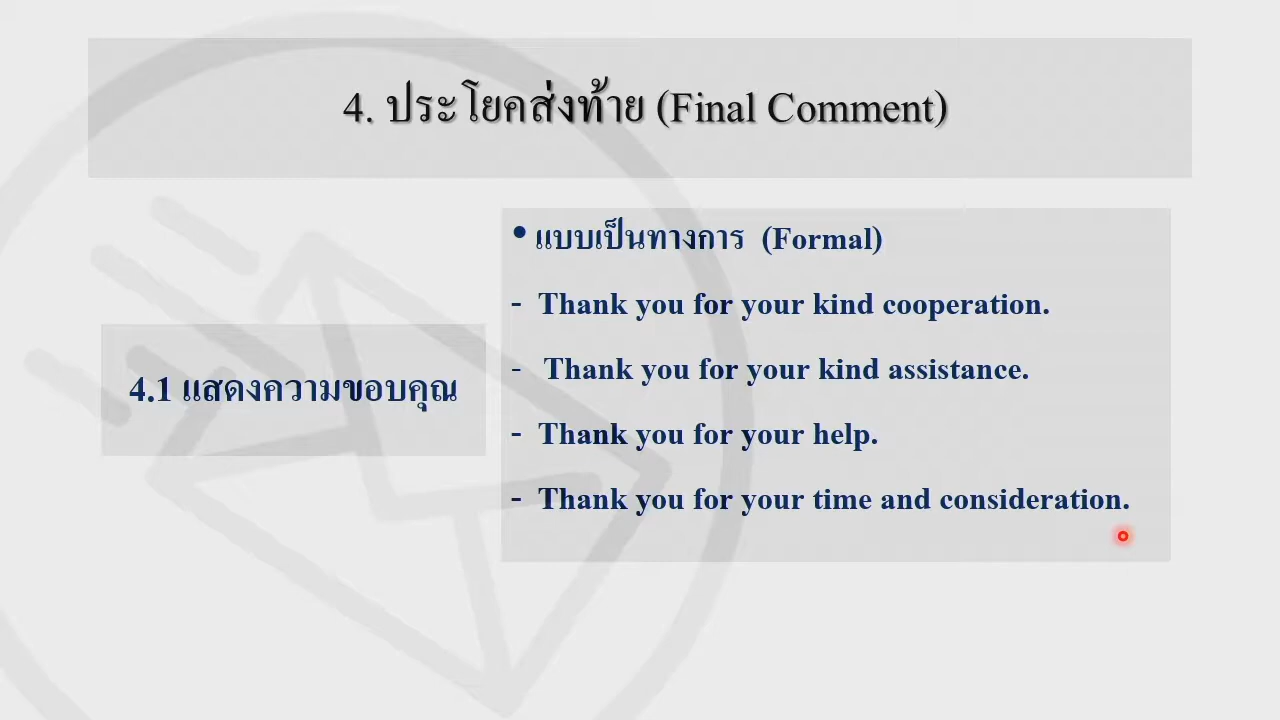 4. ประโยคส่งท้าย (Final Comment)
4.1 แสดงความขอบคุณ
• แบบเป็นทางการ (Formal)
- Thank you for your kind cooperation.
- Thank you for your kind assistance.
- Thank you for your help.
- Thank you for your time and consideration.